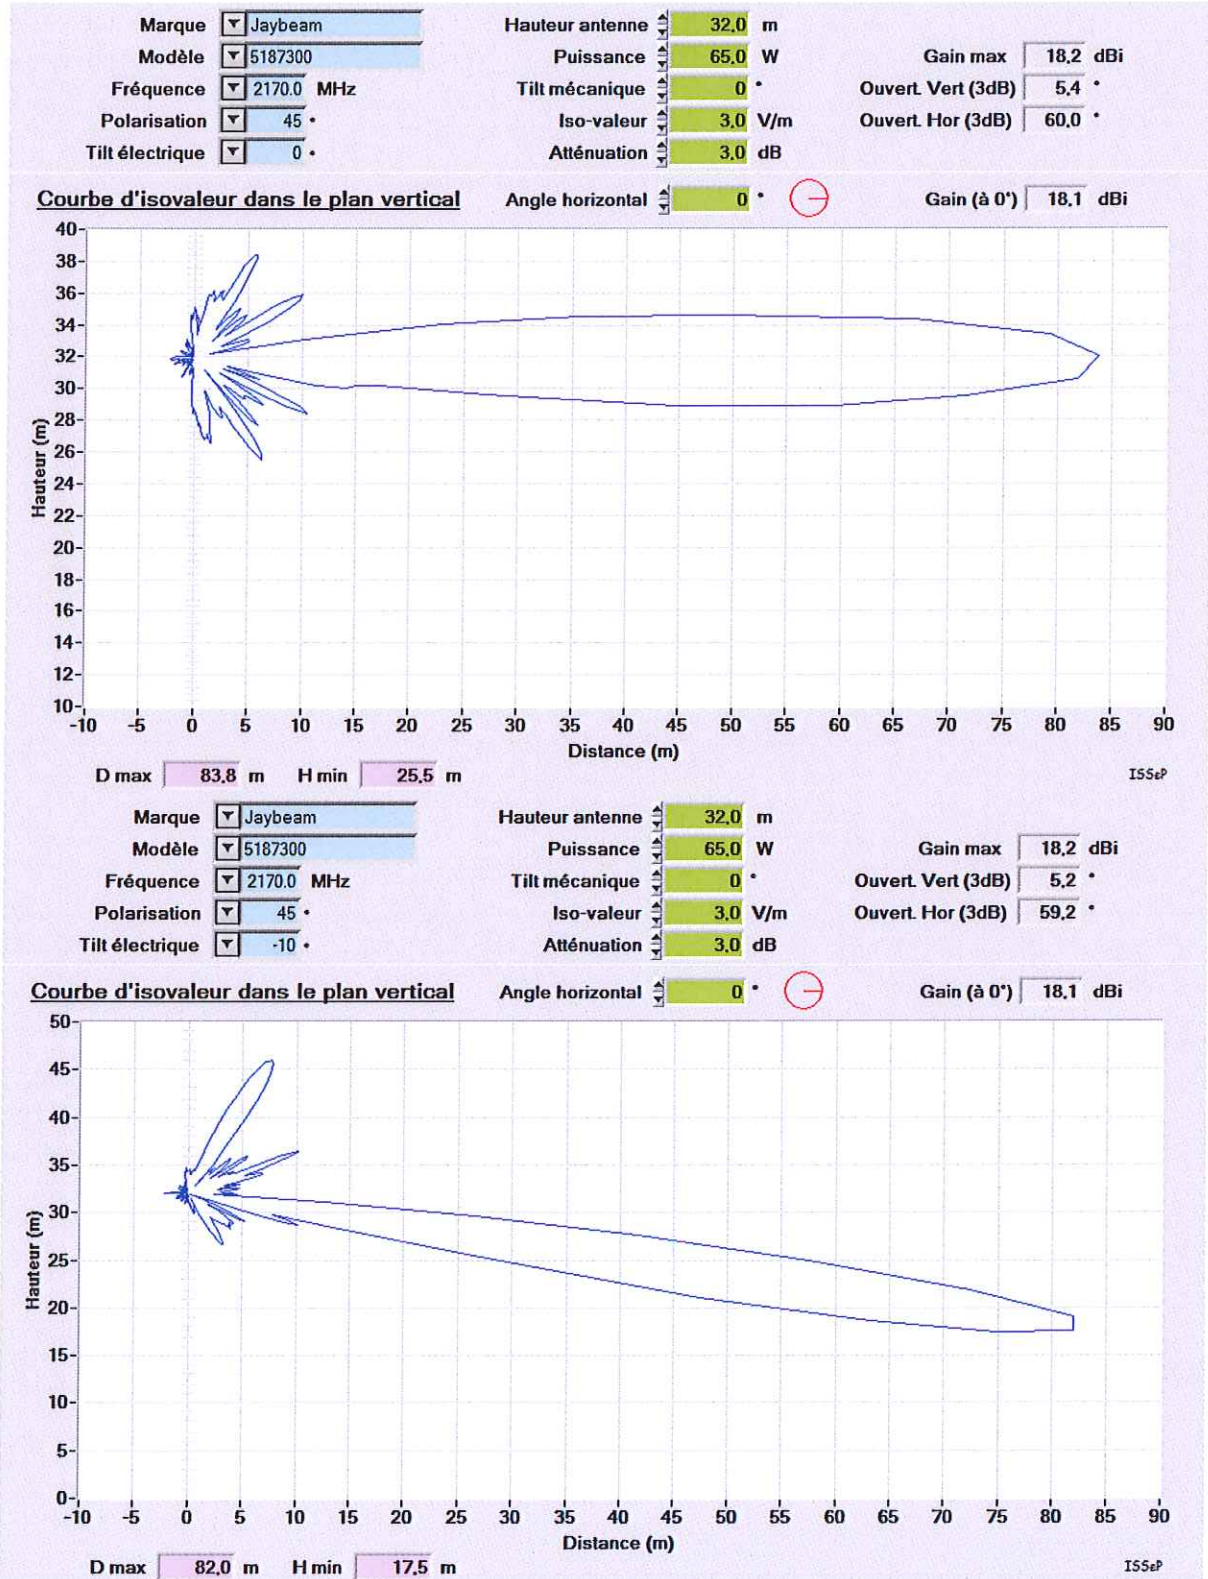 Marque Jaybeam Hauteur antenne 32,0 m
Modèle 5187300 Puissance 65,0 W Gain max 18,2 dBi
Fréquence 2170.0 MHz Tilt mécanique 0 ° Ouvert. Vert (3dB) 5,4 °
Polarisation 45 ° Iso-valeur 3,0 V/m Ouvert. Hor (3dB) 60,0 °
Tilt électrique 0 ° Atténuation 3,0 dB
Courbe d'isovaleur dans le plan vertical Angle horizontal 0 ° Gain (à 0°) 18,1 dBi
40
38
36
34
32
30
28
26
24
22
20
18
16
14
12
10
Hauteur (m)
-10 -5 0 5 10 15 20 25 30 35 40 45 50 55 60 65 70 75 80 85 90
Distance (m)
D max 83,8 m H min 25,5 m ISSeP
Marque Jaybeam Hauteur antenne 32,0 m
Modèle 5187300 Puissance 65,0 W Gain max 18,2 dBi
Fréquence 2170.0 MHz Tilt mécanique 0 ° Ouvert. Vert (3dB) 5,2 °
Polarisation 45 ° Iso-valeur 3,0 V/m Ouvert. Hor (3dB) 59,2 °
Tilt électrique -10 ° Atténuation 3,0 dB
Courbe d'isovaleur dans le plan vertical Angle horizontal 0 ° Gain (à 0°) 18,1 dBi
50
45
40
35
30
25
20
15
10
5
0
Hauteur (m)
-10 -5 0 5 10 15 20 25 30 35 40 45 50 55 60 65 70 75 80 85 90
Distance (m)
D max 82,0 m H min 17,5 m ISSeP